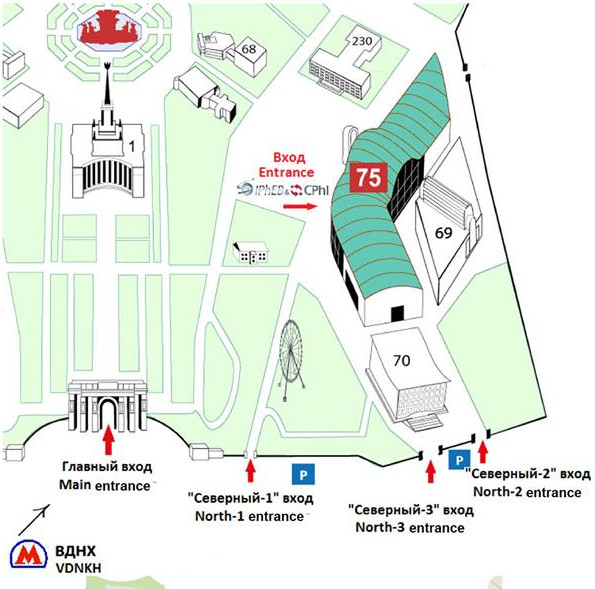 68
230
1
Вход
Entrance
IPhEB & CPhI
75
69
70
P
P
Главный вход
Main entrance
"Северный-1" вход
North-1 entrance
"Северный-3" вход
North-3 entrance
"Северный-2" вход
North-2 entrance
М
ВДНХ
VDNKH